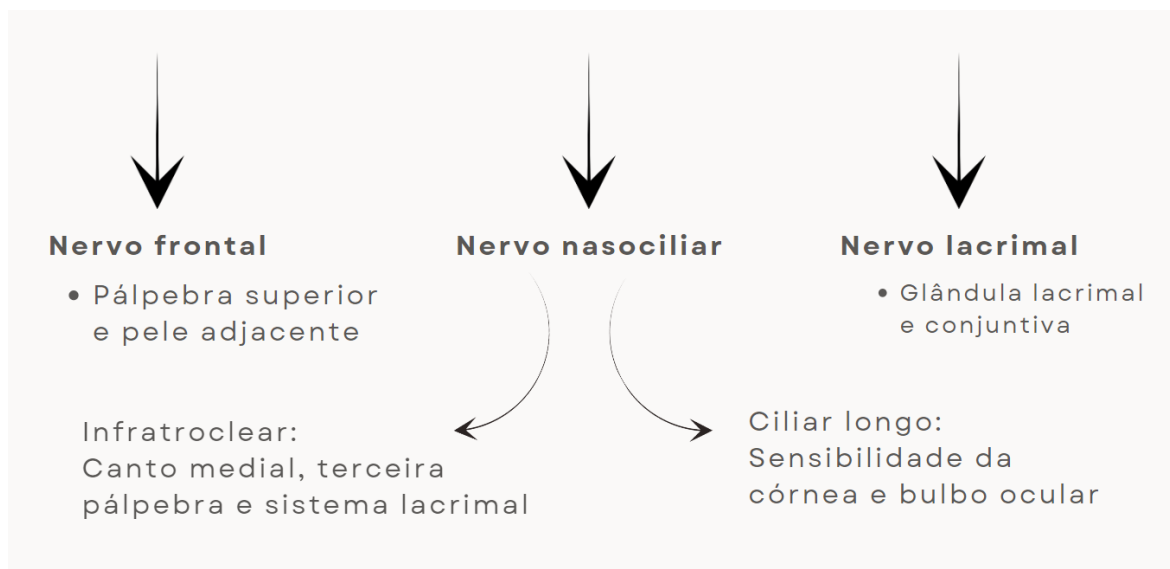 Nervo frontal
• Pálpebra superior
e pele adjacente
Nervo nasociliar
Nervo lacrimal
• Glândula lacrimal
e conjuntiva
Infratroclear:
Canto medial, terceira
pálpebra e sistema lacrimal
Ciliar longo:
Sensibilidade da
córnea e bulbo ocular